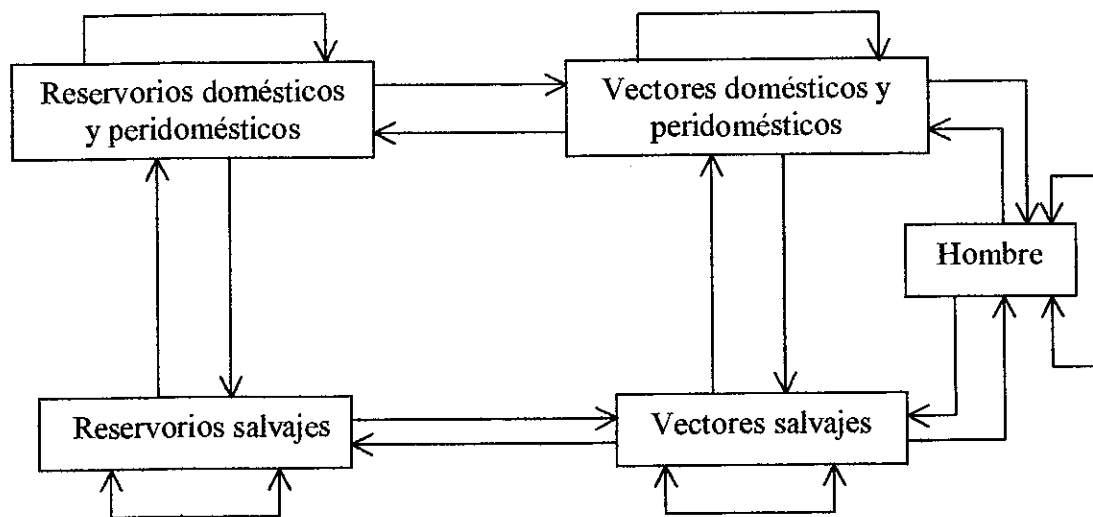 Reservorios domésticos
y peridomésticos
Vectores domésticos y
peridomésticos
Hombre
Reservorios salvajes
Vectores salvajes